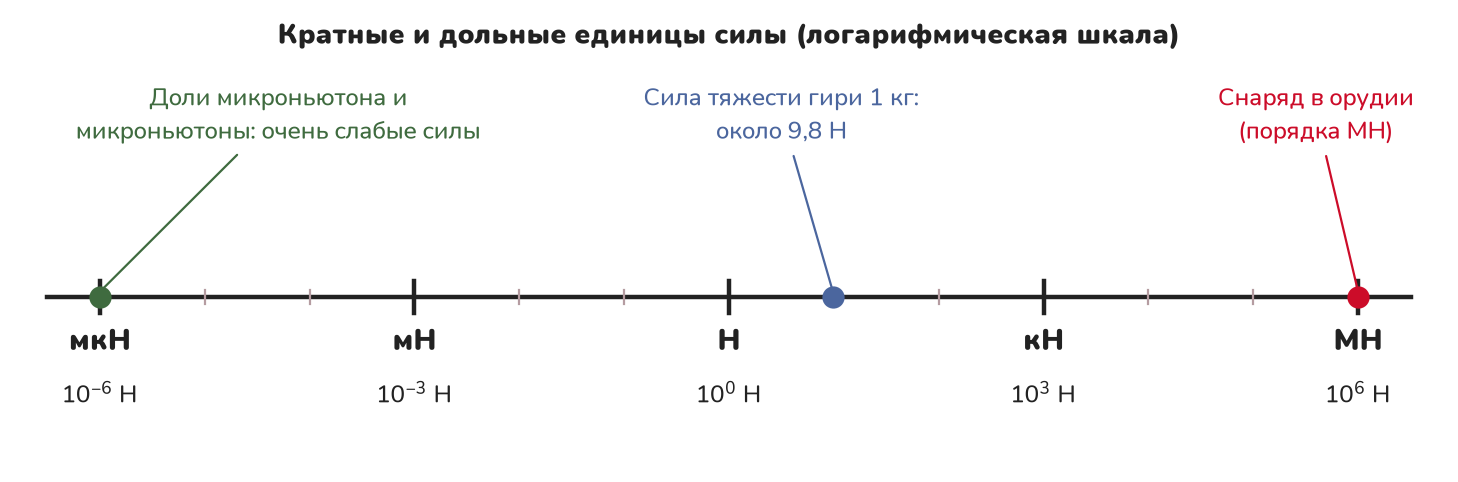 Кратные и дольные единицы силы (логарифмическая шкала)
Доли микроньютона и
микроньютоны: очень слабые силы
Сила тяжести гири 1 кг:
около 9,8 Н
Снаряд в орудии
(порядка МН)
мкН
мН
Н
кН
МН
10⁻⁶ Н
10⁻³ Н
10⁰ Н
10³ Н
10⁶ Н